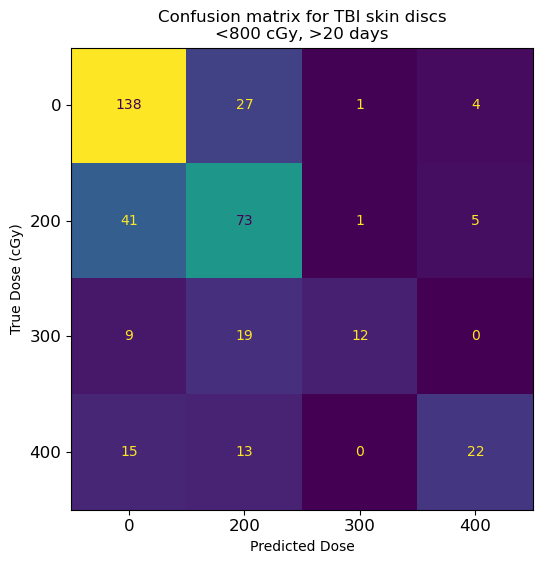 Confusion matrix for TBI skin discs
<800 cGy, >20 days
True Dose (cGy)
0 138 27 1 4
200 41 73 1 5
300 9 19 12 0
400 15 13 0 22
0 200 300 400
Predicted Dose